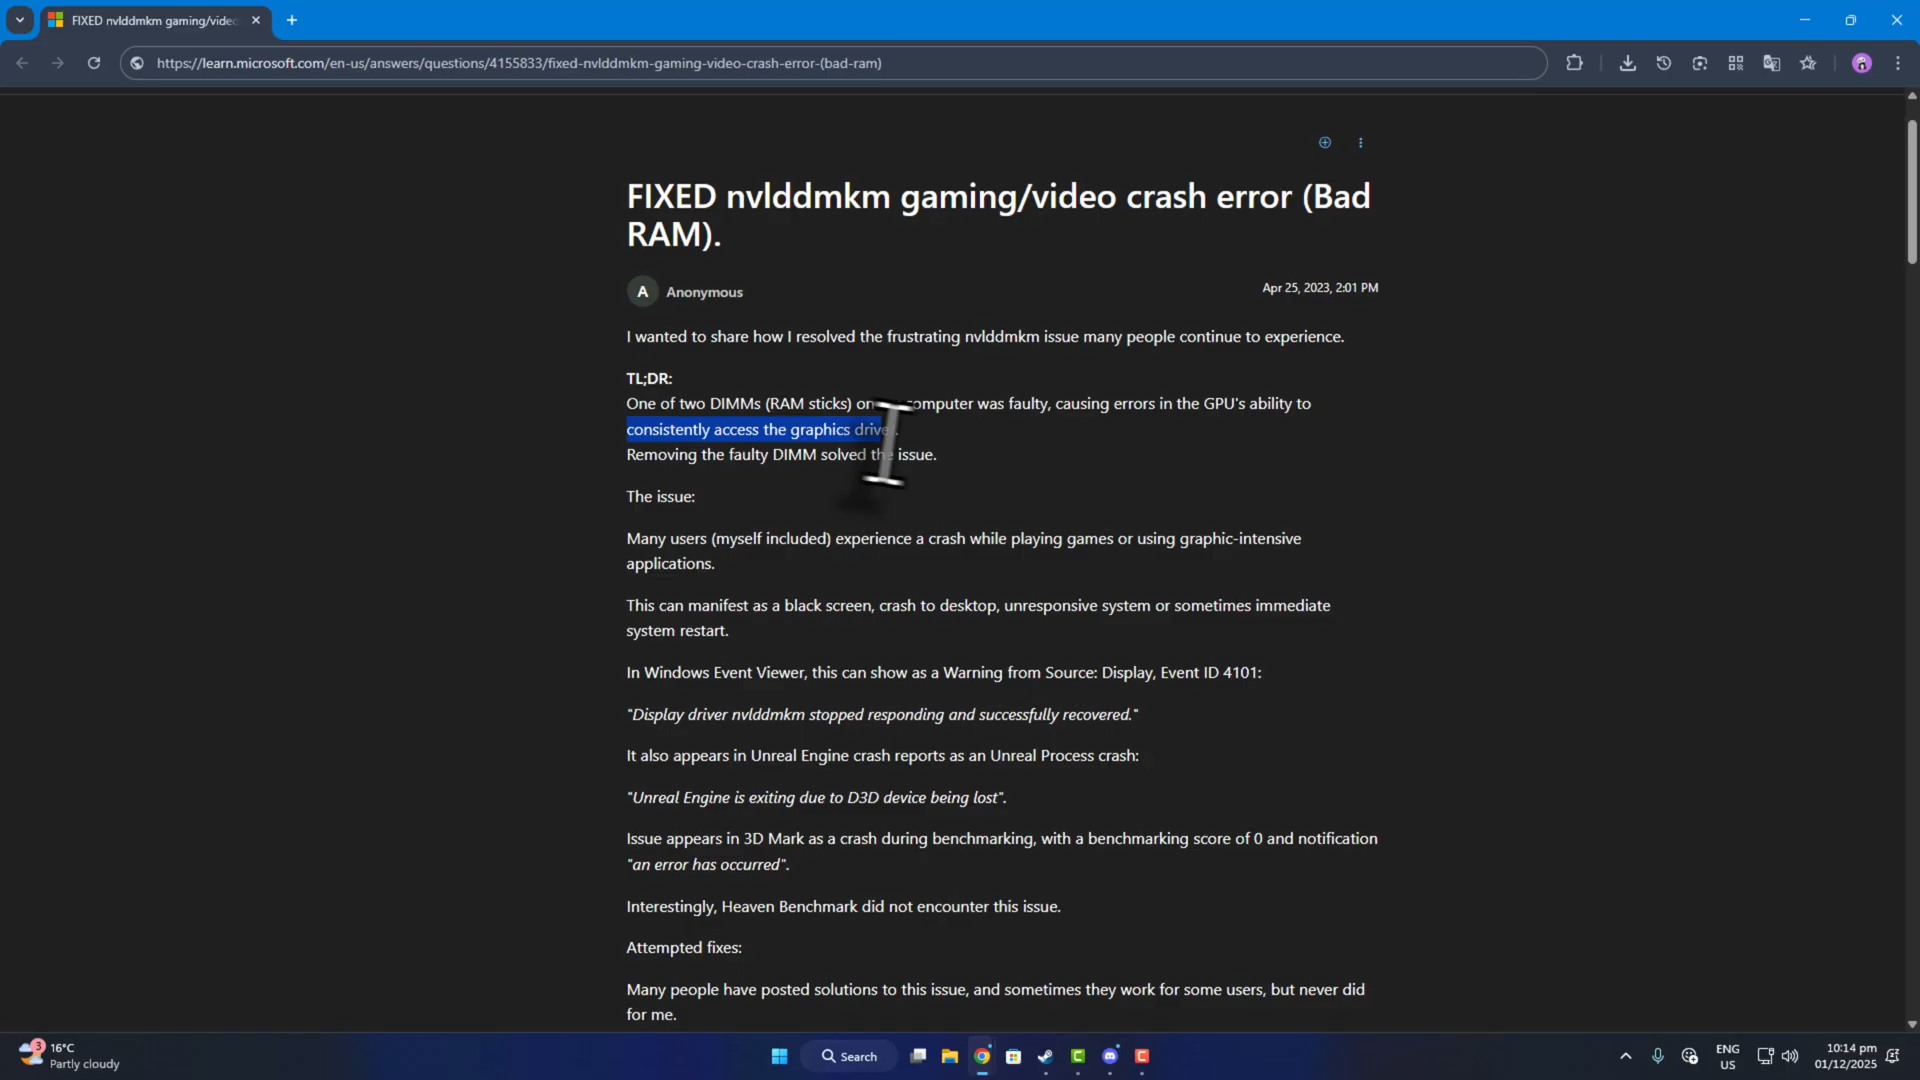 FIXED nvlddmkm gaming/video
https://learn.microsoft.com/en-us/answers/questions/4155833/fixed-nvlddmkm-gaming-video-crash-error-(bad-ram)
FIXED nvlddmkm gaming/video crash error (Bad
RAM).
A Anonymous
Apr 25, 2023, 2:01 PM
I wanted to share how I resolved the frustrating nvlddmkm issue many people continue to experience.
TL;DR:
One of two DIMMs (RAM sticks) on computer was faulty, causing errors in the GPU's ability to
consistently access the graphics driver.
Removing the faulty DIMM solved the issue.
The issue:
Many users (myself included) experience a crash while playing games or using graphic-intensive
applications.
This can manifest as a black screen, crash to desktop, unresponsive system or sometimes immediate
system restart.
In Windows Event Viewer, this can show as a Warning from Source: Display, Event ID 4101:
"Display driver nvlddmkm stopped responding and successfully recovered."
It also appears in Unreal Engine crash reports as an Unreal Process crash:
"Unreal Engine is exiting due to D3D device being lost".
Issue appears in 3D Mark as a crash during benchmarking, with a benchmarking score of 0 and notification
"an error has occurred".
Interestingly, Heaven Benchmark did not encounter this issue.
Attempted fixes:
Many people have posted solutions to this issue, and sometimes they work for some users, but never did
for me.
3
16°C
Partly cloudy
Search
ENG
US
10:14 pm
01/12/2025